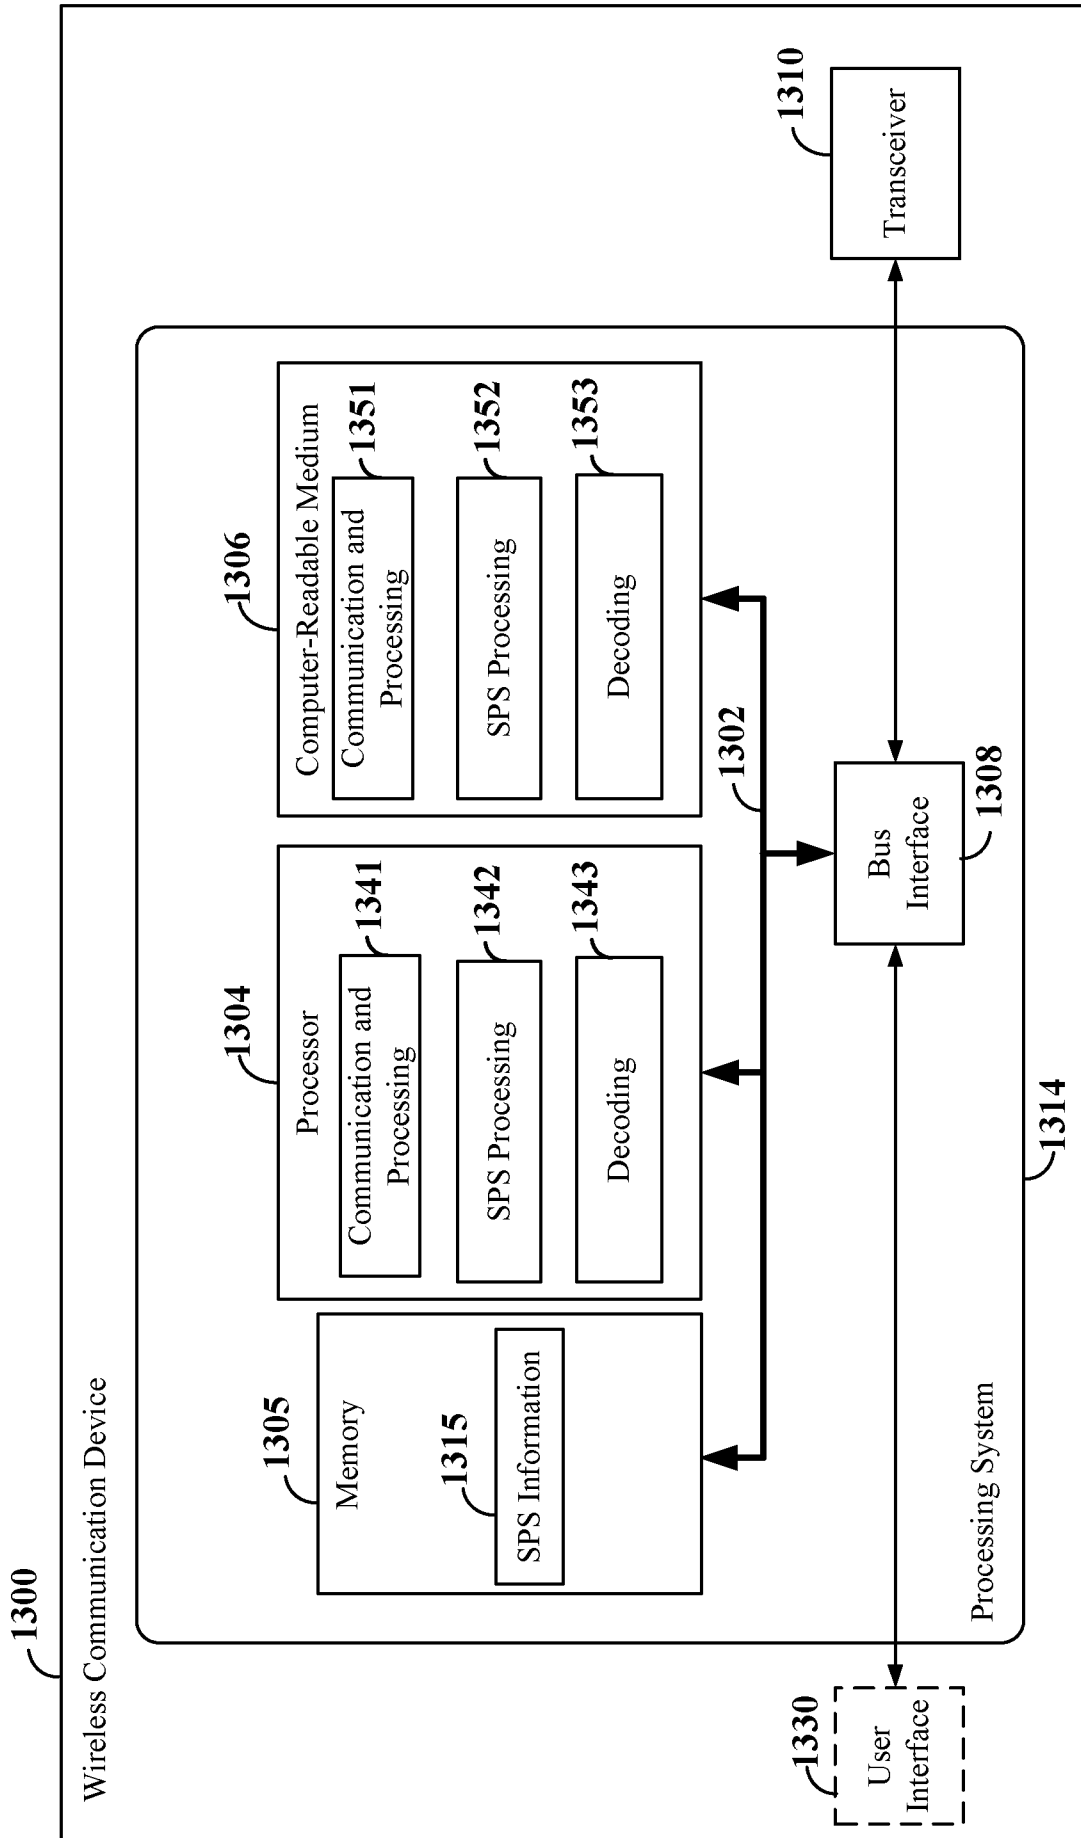 1300
Wireless Communication Device
1305
Memory
1315
SPS Information
1304
Processor
1341
Communication and
Processing
1342
SPS Processing
1343
Decoding
1306
Computer-Readable Medium
1351
Communication and
Processing
1352
SPS Processing
1353
Decoding
1302
1330
User
Interface
Bus
Interface
1308
1310
Transceiver
Processing System
1314